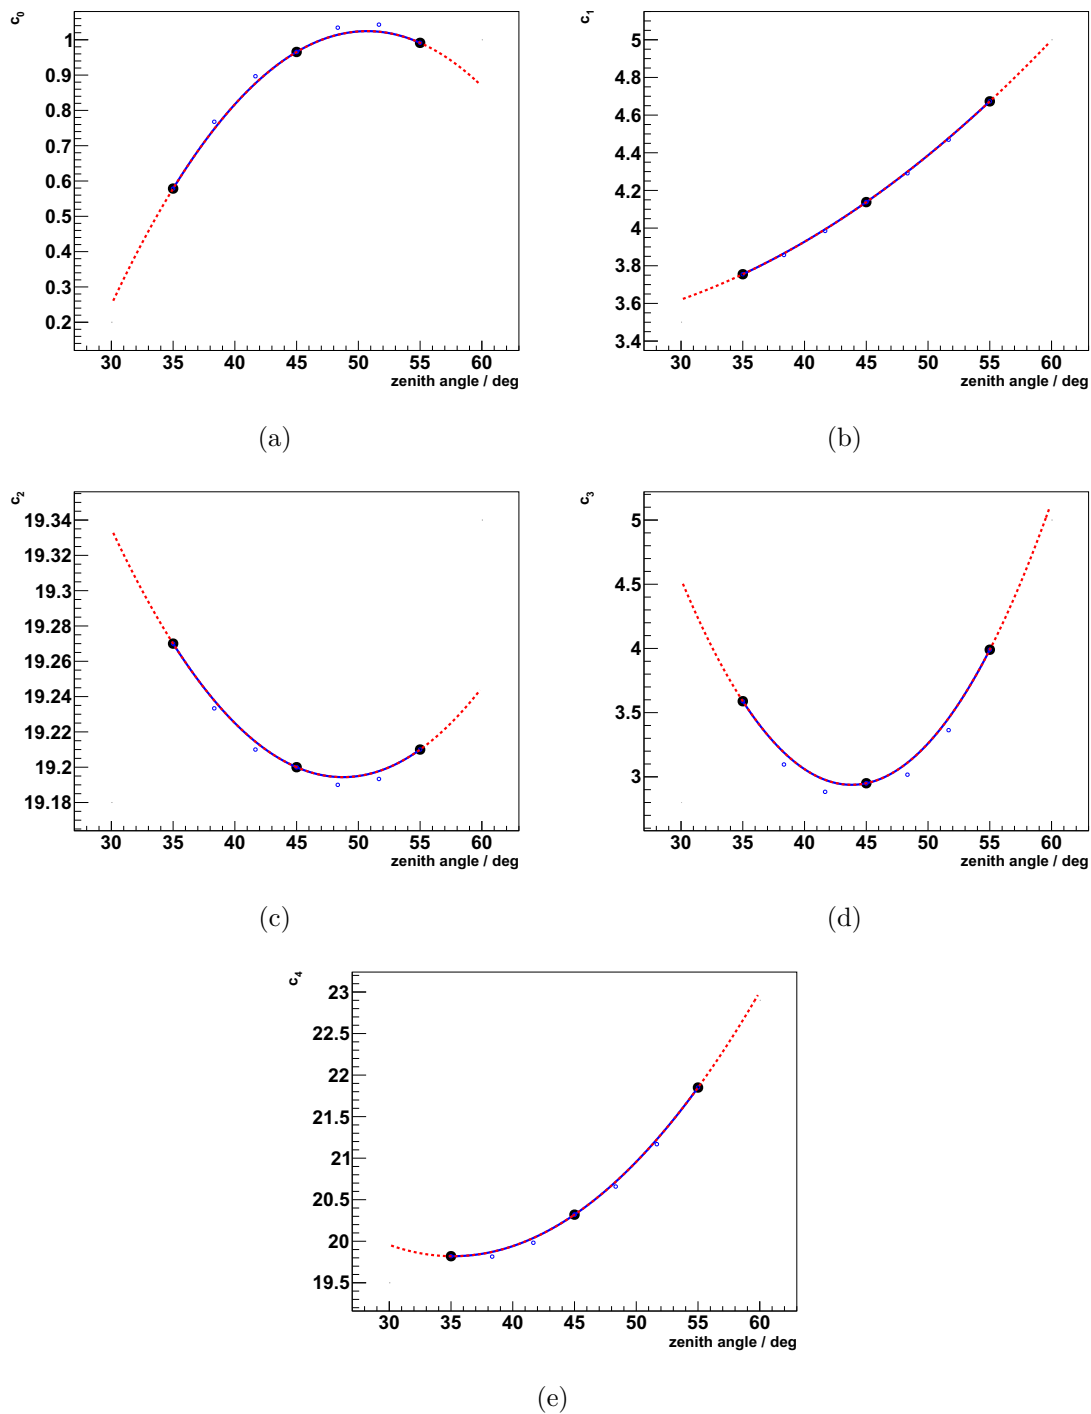 c0
1
0.9
0.8
0.7
0.6
0.5
0.4
0.3
0.2
30 35 40 45 50 55 60
zenith angle / deg
(a)
c1
5
4.8
4.6
4.4
4.2
4
3.8
3.6
3.4
30 35 40 45 50 55 60
zenith angle / deg
(b)
c2
19.34
19.32
19.3
19.28
19.26
19.24
19.22
19.2
19.18
30 35 40 45 50 55 60
zenith angle / deg
(c)
c3
5
4.5
4
3.5
3
30 35 40 45 50 55 60
zenith angle / deg
(d)
c4
23
22.5
22
21.5
21
20.5
20
19.5
30 35 40 45 50 55 60
zenith angle / deg
(e)